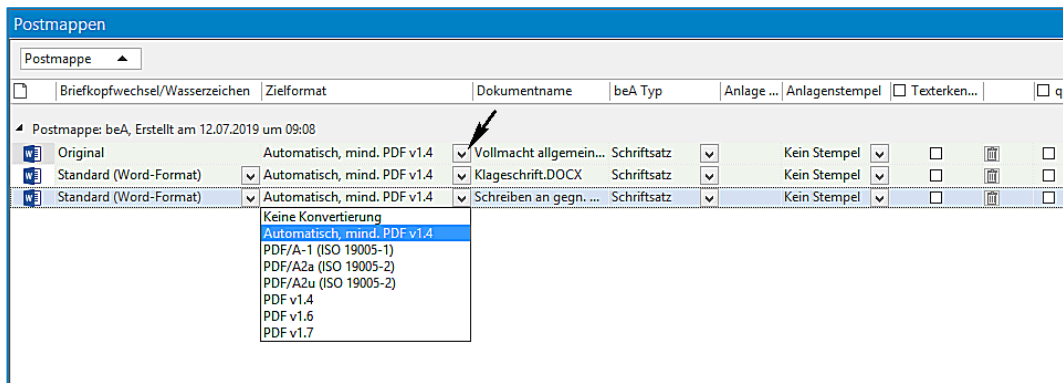 Postmappen
Postmappe
Briefkopfwechsel/Wasserzeichen Zielformat Dokumentname beA Typ Anlage ... Anlagenstempel Texterken... q
Postmappe: beA, Erstellt am 12.07.2019 um 09:08
Original Automatisch, mind. PDF v1.4 Vollmacht allgemein... Schriftsatz Kein Stempel
Standard (Word-Format) Automatisch, mind. PDF v1.4 Klageschrift.DOCX Schriftsatz Kein Stempel
Standard (Word-Format) Automatisch, mind. PDF v1.4 Schreiben an gegn. ... Schriftsatz Kein Stempel
Keine Konvertierung
Automatisch, mind. PDF v1.4
PDF/A-1 (ISO 19005-1)
PDF/A2a (ISO 19005-2)
PDF/A2u (ISO 19005-2)
PDF v1.4
PDF v1.6
PDF v1.7